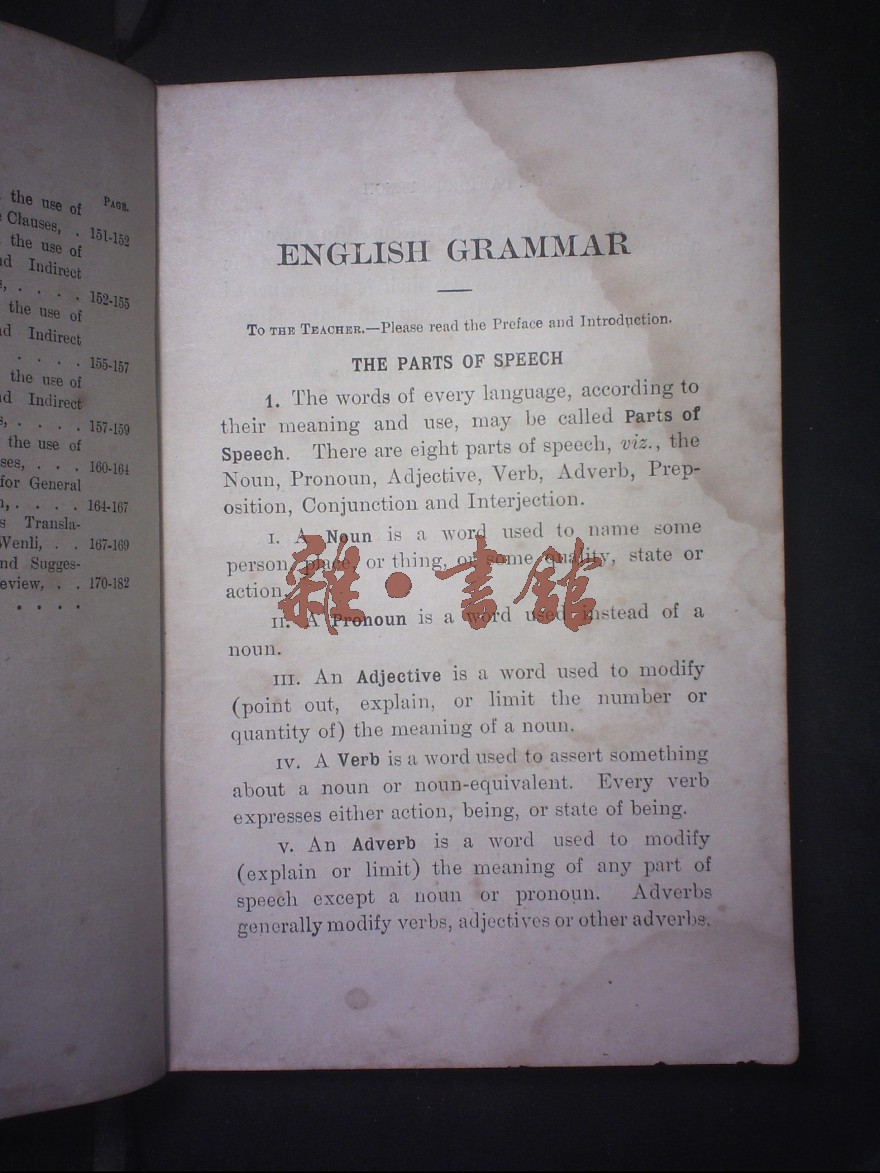 the use of PAGE.
Clauses, . 151-152
the use of
Indirect
. . . . 152-155
the use of
Indirect
. . . . 155-157
the use of
Indirect
. . . . 157-159
the use of
. . . 160-164
for General
. . . . 164-167
Transla-
Wenli, . . 167-169
Sugges-
. . 170-182
. . . .
ENGLISH GRAMMAR
TO THE TEACHER.—Please read the Preface and Introduction.
THE PARTS OF SPEECH
1. The words of every language, according to
their meaning and use, may be called Parts of
Speech. There are eight parts of speech, viz., the
Noun, Pronoun, Adjective, Verb, Adverb, Prep-
osition, Conjunction and Interjection.
I. A Noun is a word used to name some
person, place, or thing, or some quality, state or
action.
II. A Pronoun is a word used instead of a
noun.
III. An Adjective is a word used to modify
(point out, explain, or limit the number or
quantity of) the meaning of a noun.
IV. A Verb is a word used to assert something
about a noun or noun-equivalent. Every verb
expresses either action, being, or state of being.
V. An Adverb is a word used to modify
(explain or limit) the meaning of any part of
speech except a noun or pronoun. Adverbs
generally modify verbs, adjectives or other adverbs.
雜·書館